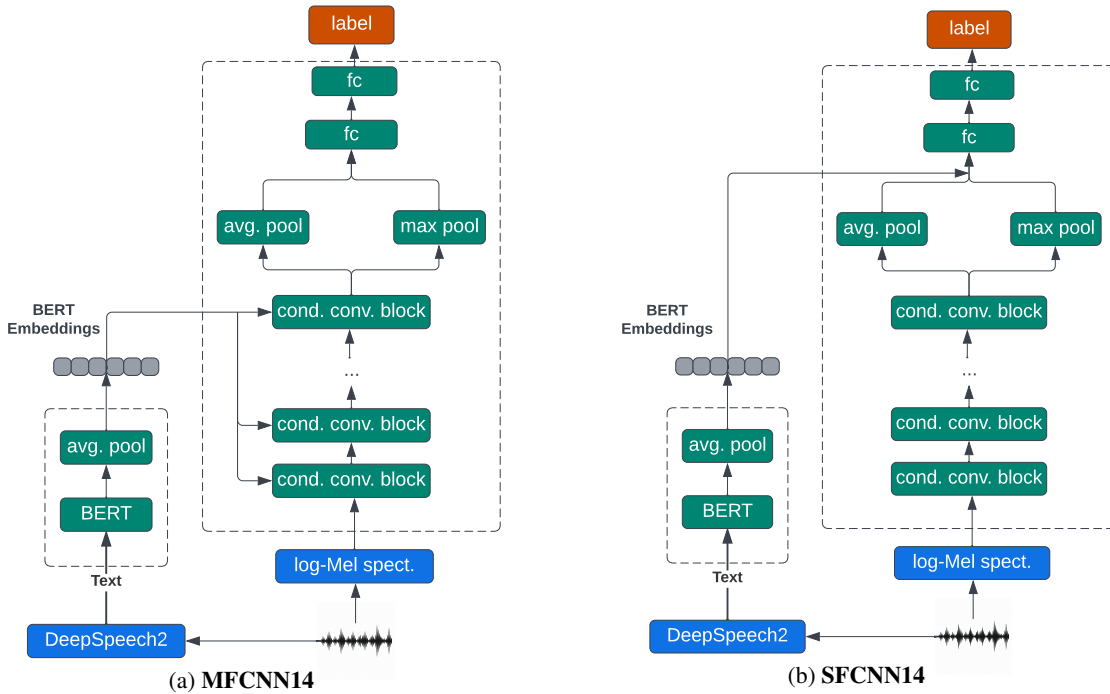 label
fc
fc
avg. pool
max pool
cond. conv. block
...
cond. conv. block
cond. conv. block
log-Mel spect.
BERT
Embeddings
avg. pool
BERT
Text
DeepSpeech2
(a) MFCNN14
label
fc
fc
avg. pool
max pool
cond. conv. block
...
cond. conv. block
cond. conv. block
log-Mel spect.
BERT
Embeddings
avg. pool
BERT
Text
DeepSpeech2
(b) SFCNN14